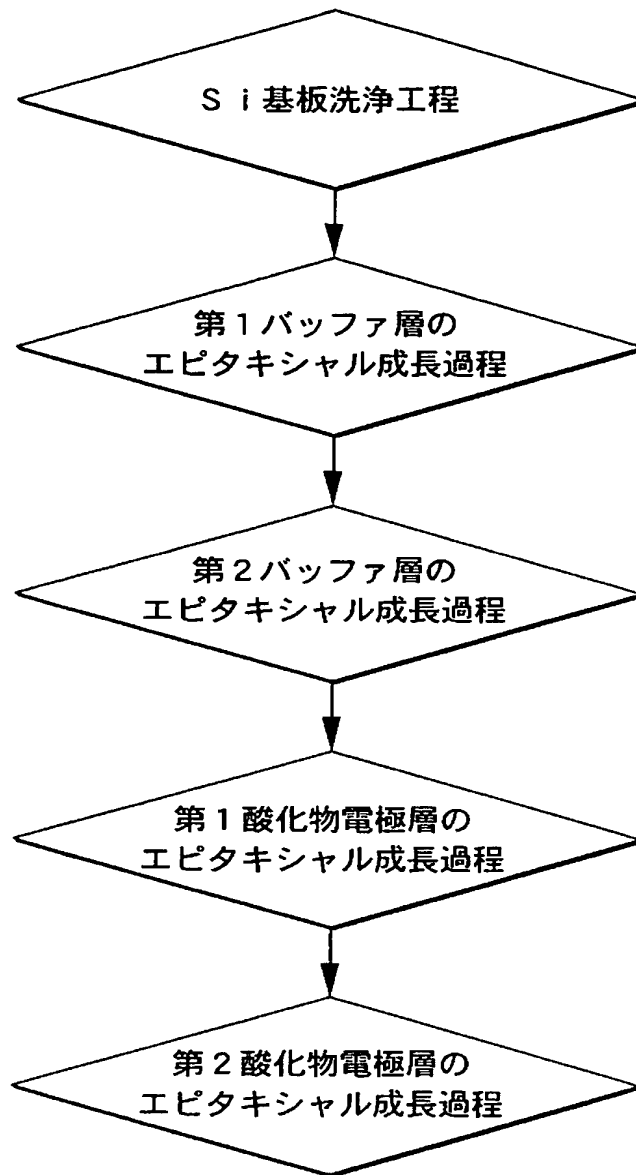 Si基板洗浄工程
第1バッファ層の
エピタキシャル成長過程
第2バッファ層の
エピタキシャル成長過程
第1酸化物電極層の
エピタキシャル成長過程
第2酸化物電極層の
エピタキシャル成長過程